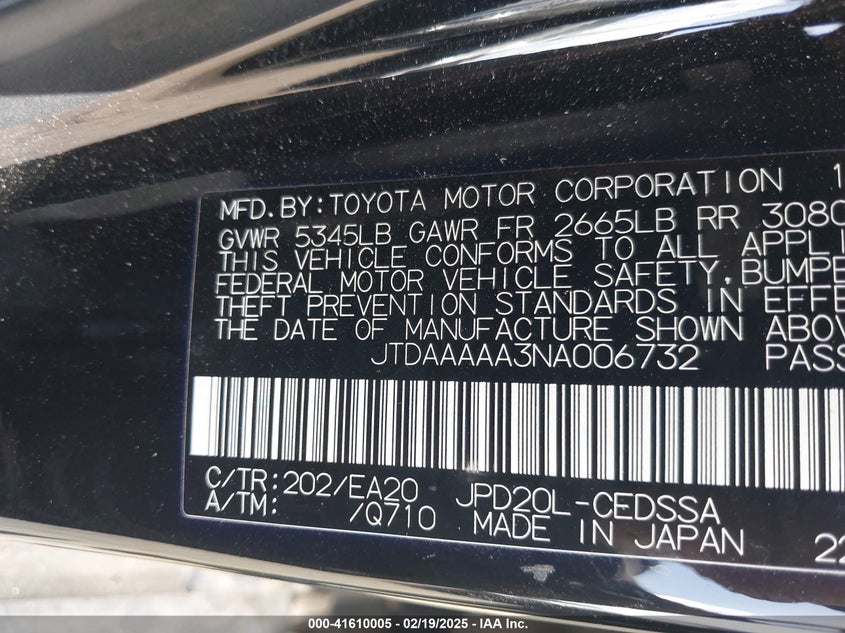 MFD.BY:TOYOTA MOTOR CORPORATION 1
GVWR 5345LB GAWR FR 2665LB RR 3080
THIS VEHICLE CONFORMS TO ALL APPLI
FEDERAL MOTOR VEHICLE SAFETY,BUMPE
THEFT PREVENTION STANDARDS IN EFFE
THE DATE OF MANUFACTURE SHOWN ABOV
JTDAAAAA3NA006732 PASS
C/TR:202/EA20 JPD20L-CEDSSA
A/TM: /Q710 MADE IN JAPAN 22
000-41610005 - 02/19/2025 - IAA Inc.